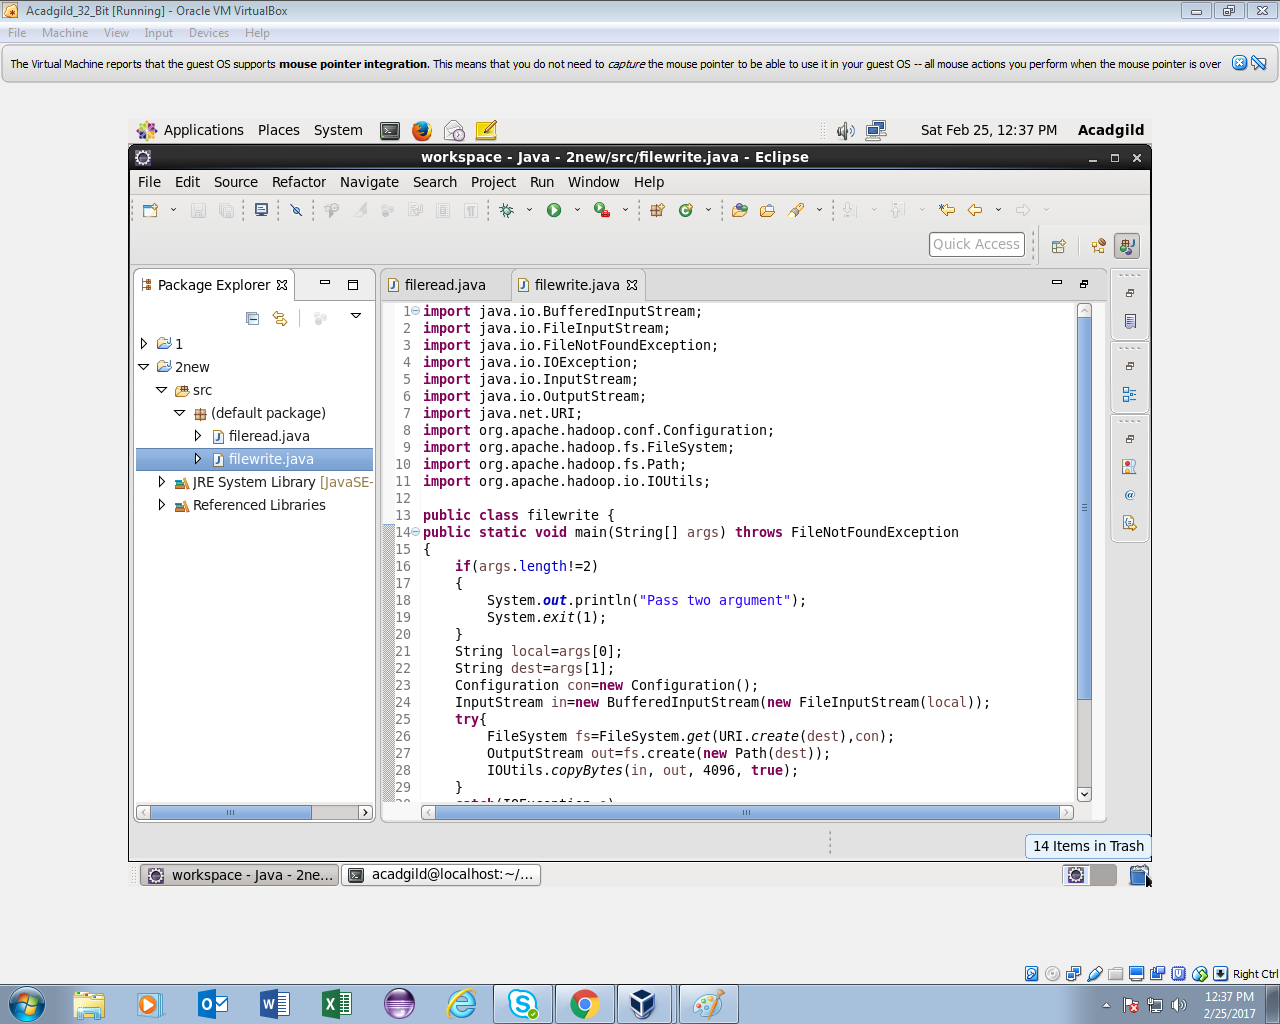 Acadgild_32_Bit [Running] - Oracle VM VirtualBox
File Machine View Input Devices Help
The Virtual Machine reports that the guest OS supports mouse pointer integration. This means that you do not need to capture the mouse pointer to be able to use it in your guest OS -- all mouse actions you perform when the mouse pointer is over
Applications Places System Sat Feb 25, 12:37 PM Acadgild
workspace - Java - 2new/src/filewrite.java - Eclipse
File Edit Source Refactor Navigate Search Project Run Window Help
Quick Access
Package Explorer
1
2new
src
(default package)
fileread.java
filewrite.java
JRE System Library [JavaSE-
Referenced Libraries
fileread.java filewrite.java
1 import java.io.BufferedInputStream;
2 import java.io.FileInputStream;
3 import java.io.FileNotFoundException;
4 import java.io.IOException;
5 import java.io.InputStream;
6 import java.io.OutputStream;
7 import java.net.URI;
8 import org.apache.hadoop.conf.Configuration;
9 import org.apache.hadoop.fs.FileSystem;
10 import org.apache.hadoop.fs.Path;
11 import org.apache.hadoop.io.IOUtils;
12
13 public class filewrite {
14 public static void main(String[] args) throws FileNotFoundException
15 {
16 if(args.length!=2)
17 {
18 System.out.println("Pass two argument");
19 System.exit(1);
20 }
21 String local=args[0];
22 String dest=args[1];
23 Configuration con=new Configuration();
24 InputStream in=new BufferedInputStream(new FileInputStream(local));
25 try{
26 FileSystem fs=FileSystem.get(URI.create(dest),con);
27 OutputStream out=fs.create(new Path(dest));
28 IOUtils.copyBytes(in, out, 4096, true);
29 }
14 Items in Trash
workspace - Java - 2ne... acadgild@localhost:~/...
Right Ctrl
12:37 PM
2/25/2017